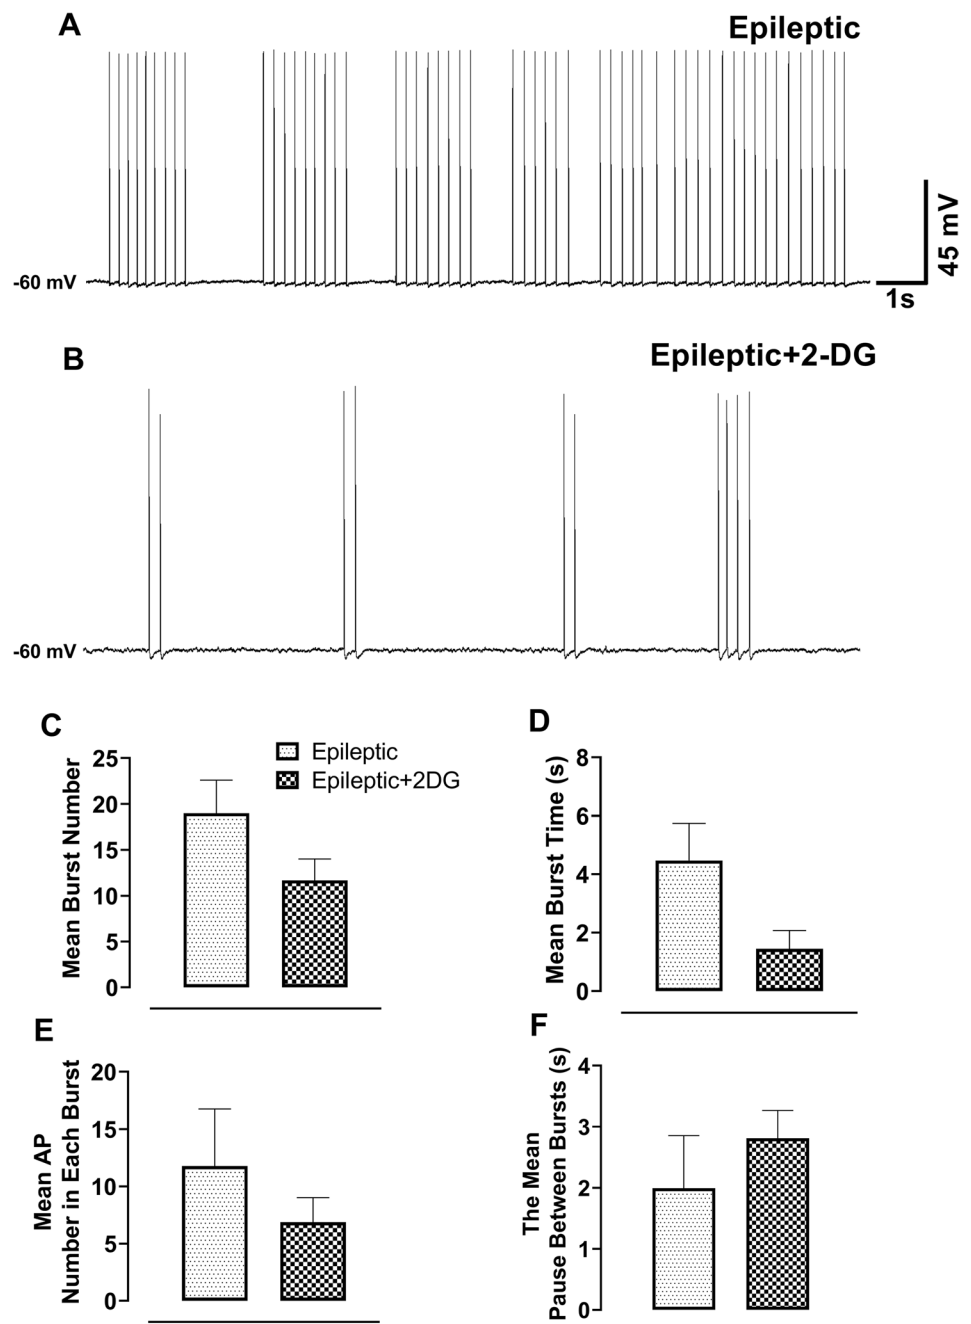 A
Epileptic
-60 mV
45 mV
1s
B
Epileptic+2-DG
-60 mV
C
Epileptic
Epileptic+2DG
Mean Burst Number
25
20
15
10
5
0
D
Mean Burst Time (s)
8
6
4
2
0
E
Mean AP
Number in Each Burst
20
15
10
5
0
F
The Mean
Pause Between Bursts (s)
4
3
2
1
0